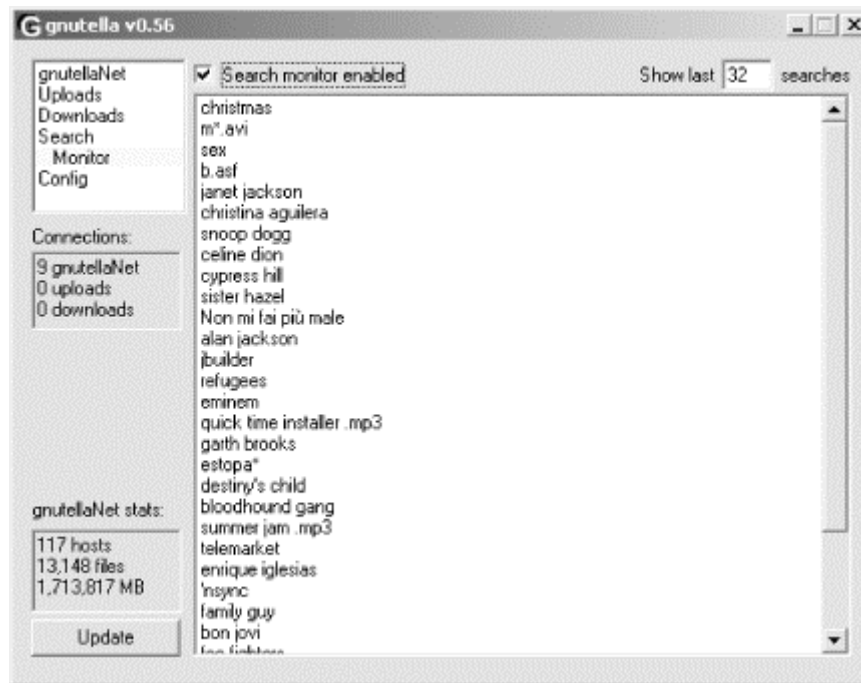 gnutella v0.56
gnutellaNet
Uploads
Downloads
Search
Monitor
Config
Connections:
9 gnutellaNet
0 uploads
0 downloads
gnutellaNet stats:
117 hosts
13,148 files
1,713,817 MB
Update
Search monitor enabled
Show last 32 searches
christmas
m*.avi
sex
b.asf
janet jackson
christina aguilera
snoop dogg
celine dion
cypress hill
sister hazel
Non mi fai più male
alan jackson
jbuilder
refugees
eminem
quick time installer .mp3
garth brooks
estopa*
destiny's child
bloodhound gang
summer jam .mp3
telemarket
enrique iglesias
'nsync
family guy
bon jovi
foo fighters